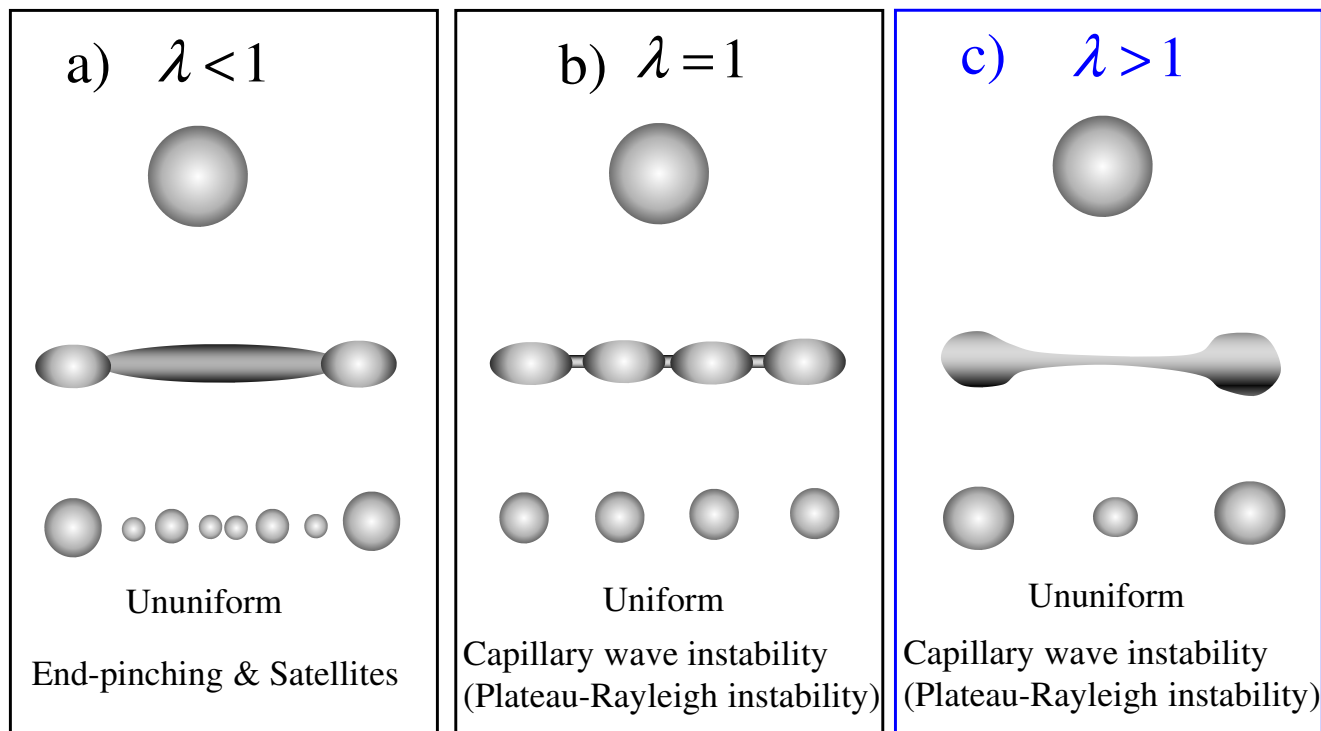 a) λ < 1
Ununiform
End-pinching & Satellites
b) λ = 1
Uniform
Capillary wave instability
(Plateau-Rayleigh instability)
c) λ > 1
Ununiform
Capillary wave instability
(Plateau-Rayleigh instability)